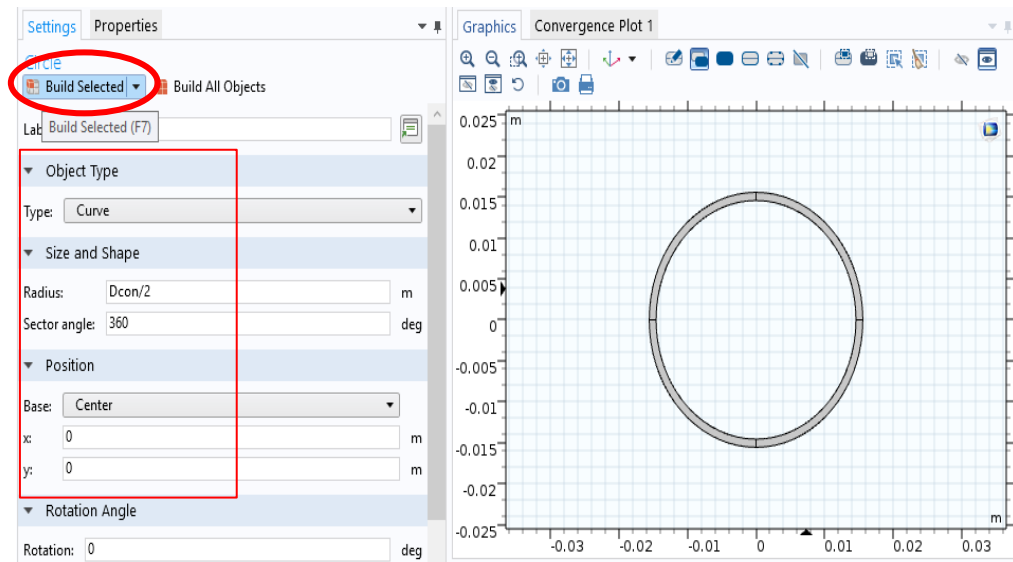 Settings Properties
Circle
Build Selected Build All Objects
Lab
Build Selected (F7)
Object Type
Type: Curve
Size and Shape
Radius: Dcon/2 m
Sector angle: 360 deg
Position
Base: Center
x: 0 m
y: 0 m
Rotation Angle
Rotation: 0 deg
Graphics Convergence Plot 1
m
0.025
0.02
0.015
0.01
0.005
0
-0.005
-0.01
-0.015
-0.02
-0.025
m
-0.03 -0.02 -0.01 0 0.01 0.02 0.03